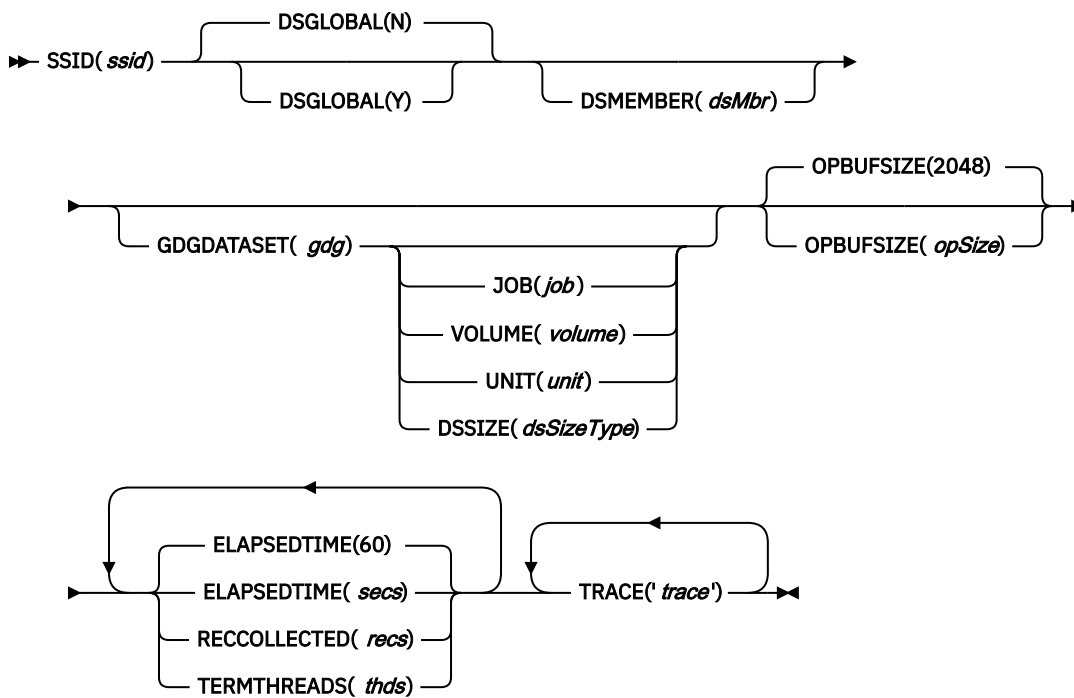 DSGLOBAL(N)
SSID( ssid)
DSGLOBAL(Y)
DSMEMBER( dsMbr)
OPBUFSIZE(2048)
GDGDATASET( gdg)
OPBUFSIZE( opSize)
JOB( job)
VOLUME( volume)
UNIT( unit)
DSSIZE( dsSizeType)
ELAPSEDTIME(60)
ELAPSEDTIME( secs)
TRACE(' trace')
RECCOLLECTED( recs)
TERMTHREADS( thds)